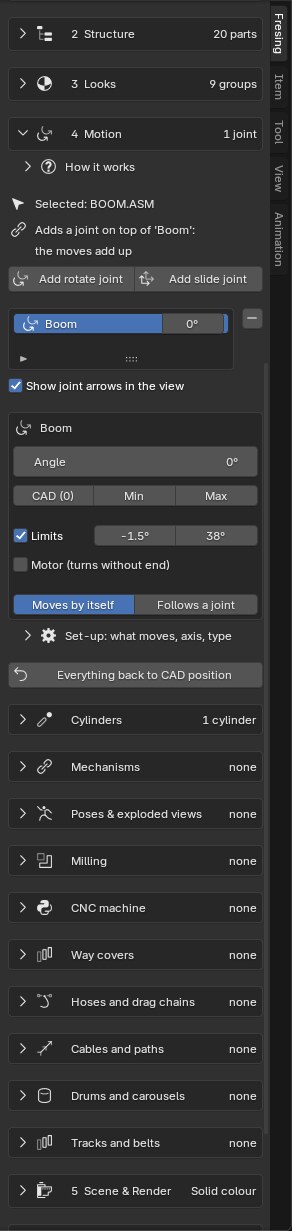 2 Structure 20 parts
3 Looks 9 groups
4 Motion 1 joint
How it works
Selected: BOOM.ASM
Adds a joint on top of 'Boom':
the moves add up
Add rotate joint Add slide joint
Boom 0°
Show joint arrows in the view
Boom
Angle 0°
CAD (0) Min Max
Limits -1.5° 38°
Motor (turns without end)
Moves by itself Follows a joint
Set-up: what moves, axis, type
Everything back to CAD position
Cylinders 1 cylinder
Mechanisms none
Poses & exploded views none
Milling none
CNC machine none
Way covers none
Hoses and drag chains none
Cables and paths none
Drums and carousels none
Tracks and belts none
5 Scene & Render Solid colour
Fresing
Item
Tool
View
Animation